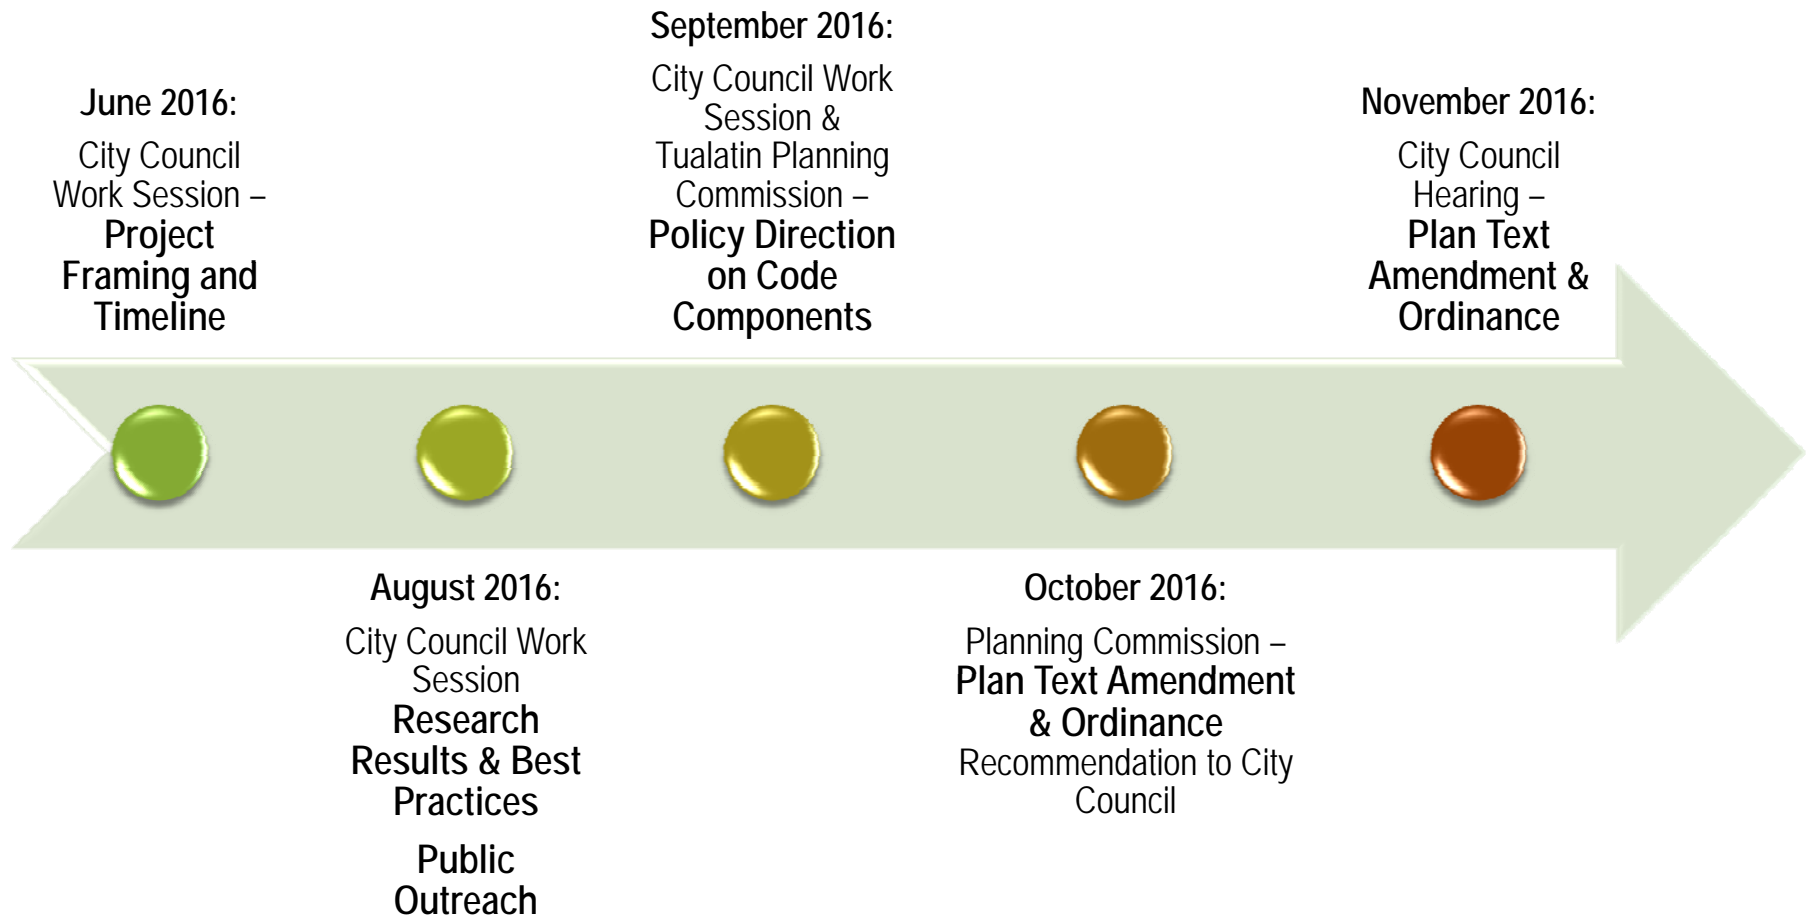 June 2016:
City Council
Work Session –
Project
Framing and
Timeline
August 2016:
City Council Work
Session
Research
Results & Best
Practices
Public
Outreach
September 2016:
City Council Work
Session &
Tualatin Planning
Commission –
Policy Direction
on Code
Components
October 2016:
Planning Commission –
Plan Text Amendment
& Ordinance
Recommendation to City
Council
November 2016:
City Council
Hearing –
Plan Text
Amendment &
Ordinance